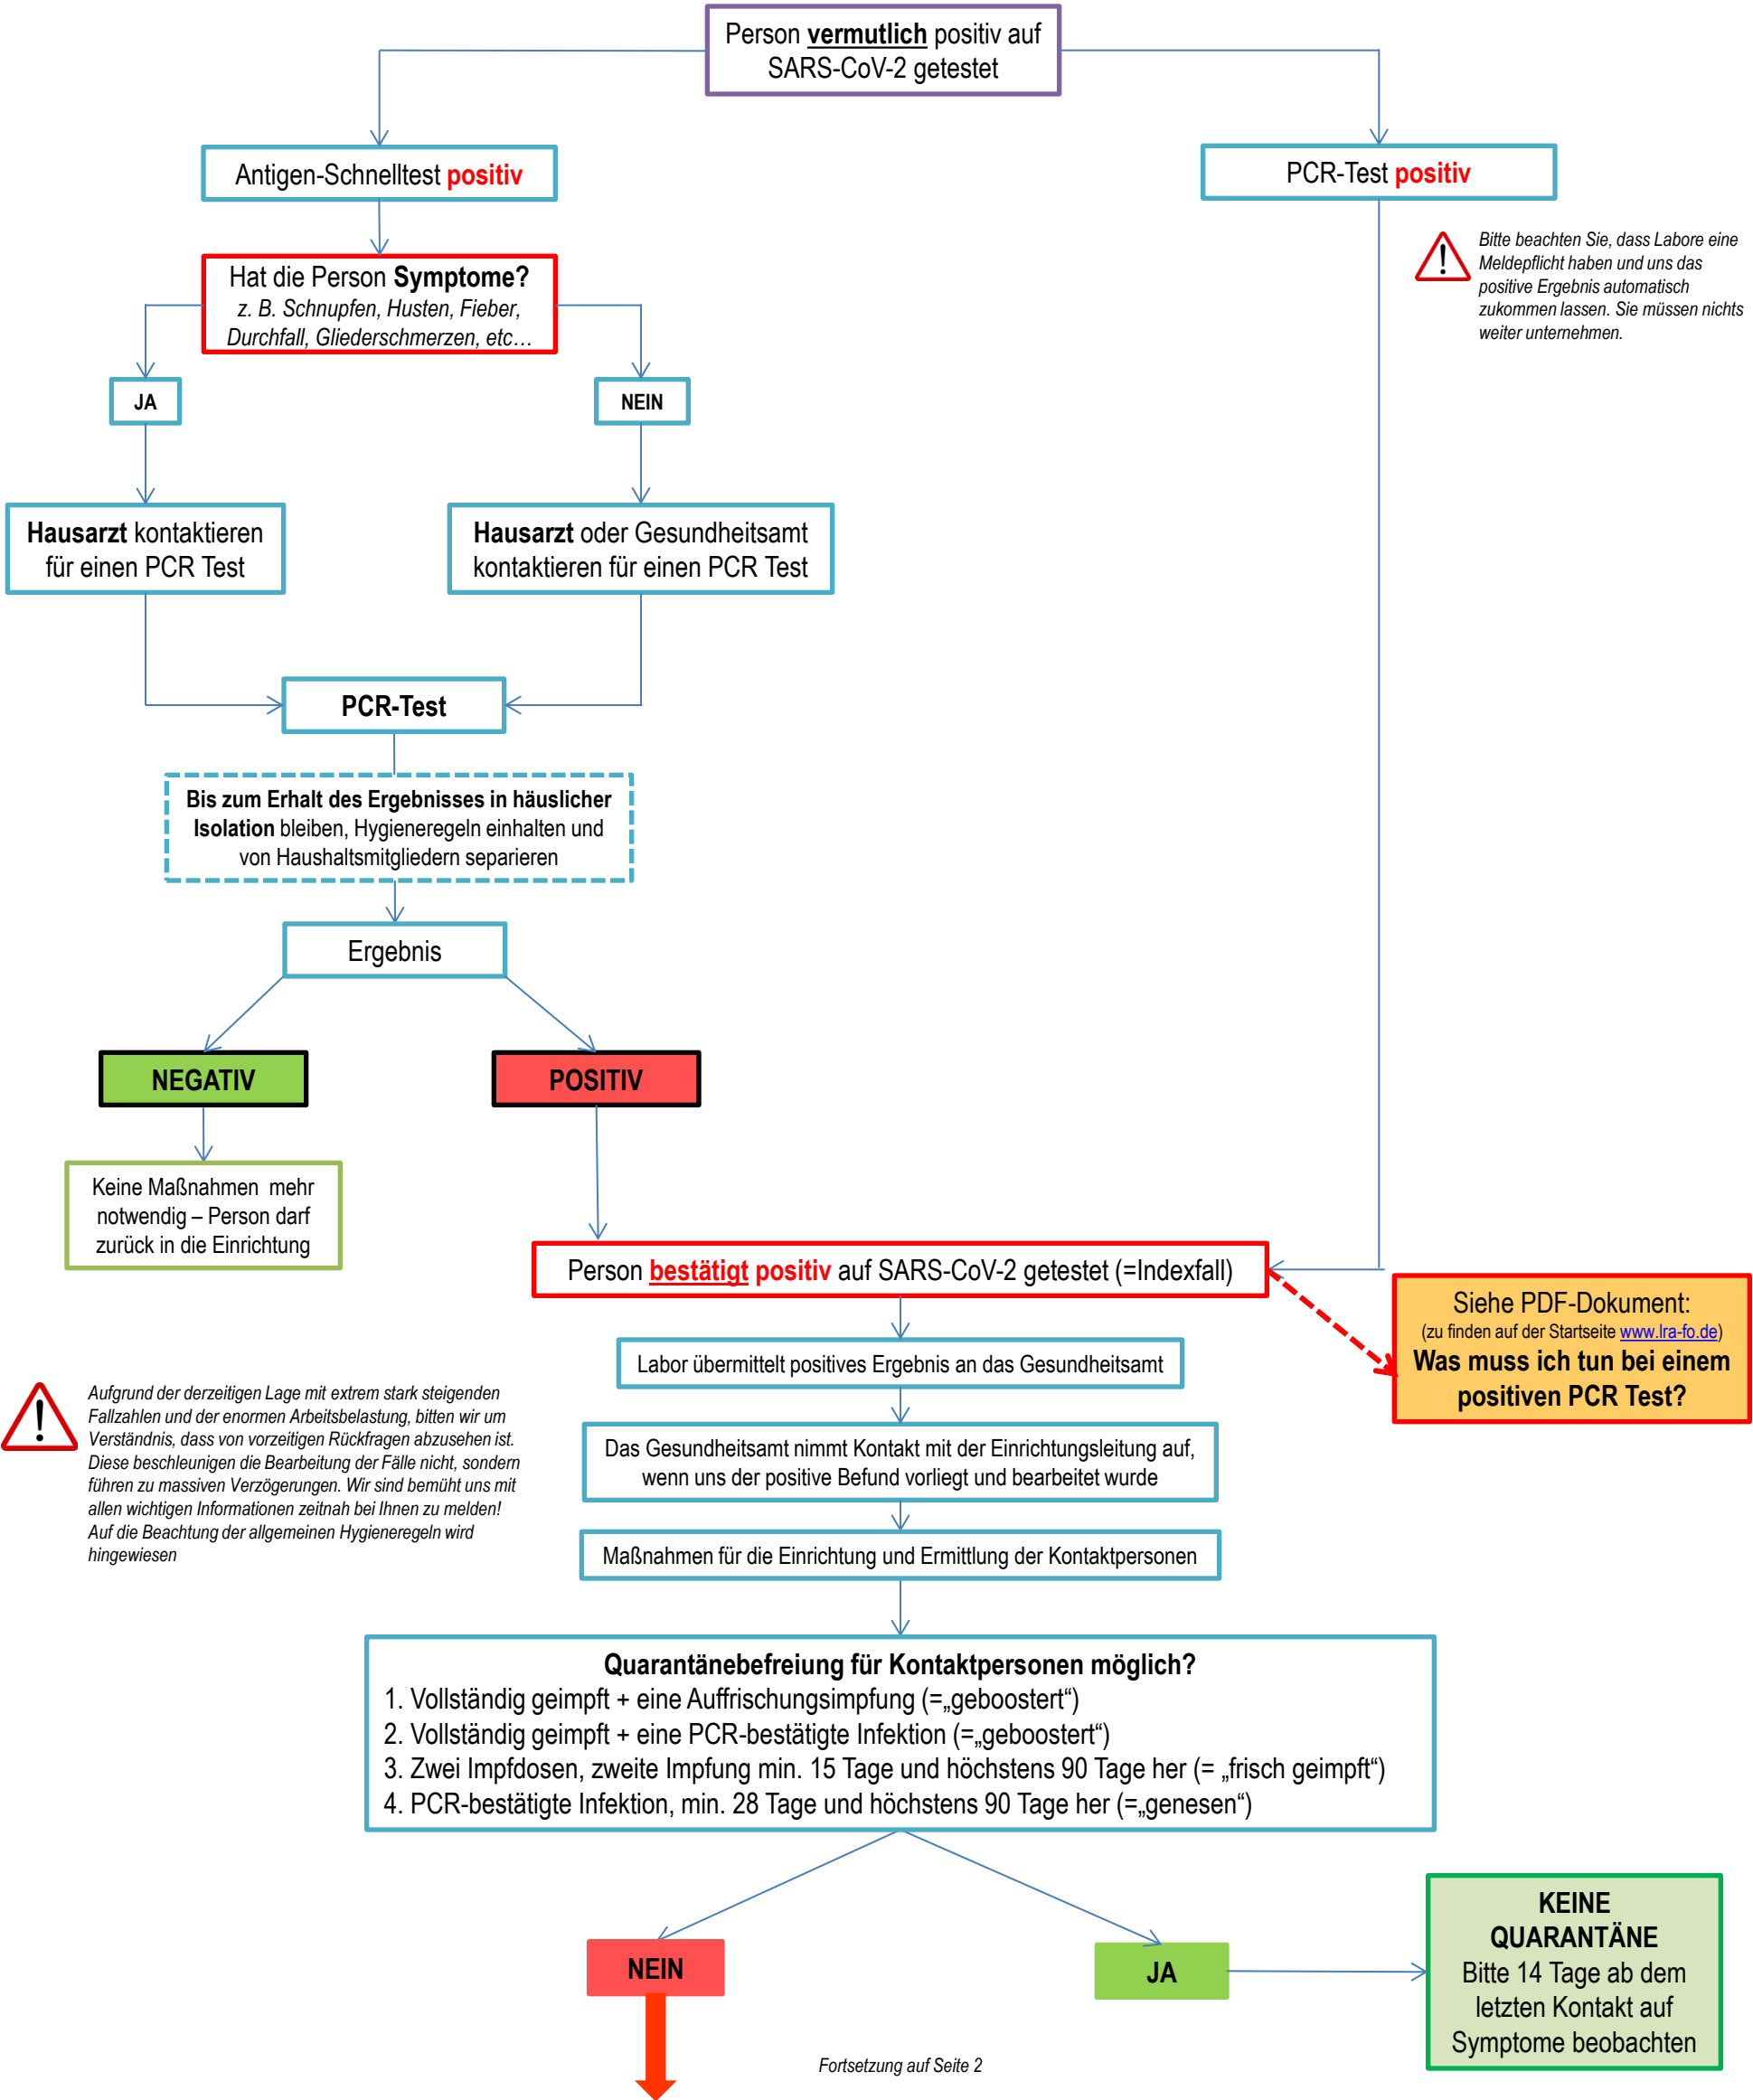 Person vermutlich positiv auf
SARS-CoV-2 getestet
Antigen-Schnelltest positiv
PCR-Test positiv
Bitte beachten Sie, dass Labore eine
Meldepflicht haben und uns das
positive Ergebnis automatisch
zukommen lassen. Sie müssen nichts
weiter unternehmen.
Hat die Person Symptome?
z. B. Schnupfen, Husten, Fieber,
Durchfall, Gliederschmerzen, etc…
JA
NEIN
Hausarzt kontaktieren
für einen PCR Test
Hausarzt oder Gesundheitsamt
kontaktieren für einen PCR Test
PCR-Test
Bis zum Erhalt des Ergebnisses in häuslicher
Isolation bleiben, Hygieneregeln einhalten und
von Haushaltsmitgliedern separieren
Ergebnis
NEGATIV
POSITIV
Keine Maßnahmen mehr
notwendig – Person darf
zurück in die Einrichtung
Person bestätigt positiv auf SARS-CoV-2 getestet (=Indexfall)
Siehe PDF-Dokument:
(zu finden auf der Startseite www.lra-fo.de)
Was muss ich tun bei einem
positiven PCR Test?
Labor übermittelt positives Ergebnis an das Gesundheitsamt
Aufgrund der derzeitigen Lage mit extrem stark steigenden
Fallzahlen und der enormen Arbeitsbelastung, bitten wir um
Verständnis, dass von vorzeitigen Rückfragen abzusehen ist.
Diese beschleunigen die Bearbeitung der Fälle nicht, sondern
führen zu massiven Verzögerungen. Wir sind bemüht uns mit
allen wichtigen Informationen zeitnah bei Ihnen zu melden!
Auf die Beachtung der allgemeinen Hygieneregeln wird
hingewiesen
Das Gesundheitsamt nimmt Kontakt mit der Einrichtungsleitung auf,
wenn uns der positive Befund vorliegt und bearbeitet wurde
Maßnahmen für die Einrichtung und Ermittlung der Kontaktpersonen
Quarantänebefreiung für Kontaktpersonen möglich?
1. Vollständig geimpft + eine Auffrischungsimpfung (=„geboostert“)
2. Vollständig geimpft + eine PCR-bestätigte Infektion (=„geboostert“)
3. Zwei Impfdosen, zweite Impfung min. 15 Tage und höchstens 90 Tage her (= „frisch geimpft“)
4. PCR-bestätigte Infektion, min. 28 Tage und höchstens 90 Tage her (=„genesen“)
NEIN
JA
KEINE
QUARANTÄNE
Bitte 14 Tage ab dem
letzten Kontakt auf
Symptome beobachten
Fortsetzung auf Seite 2